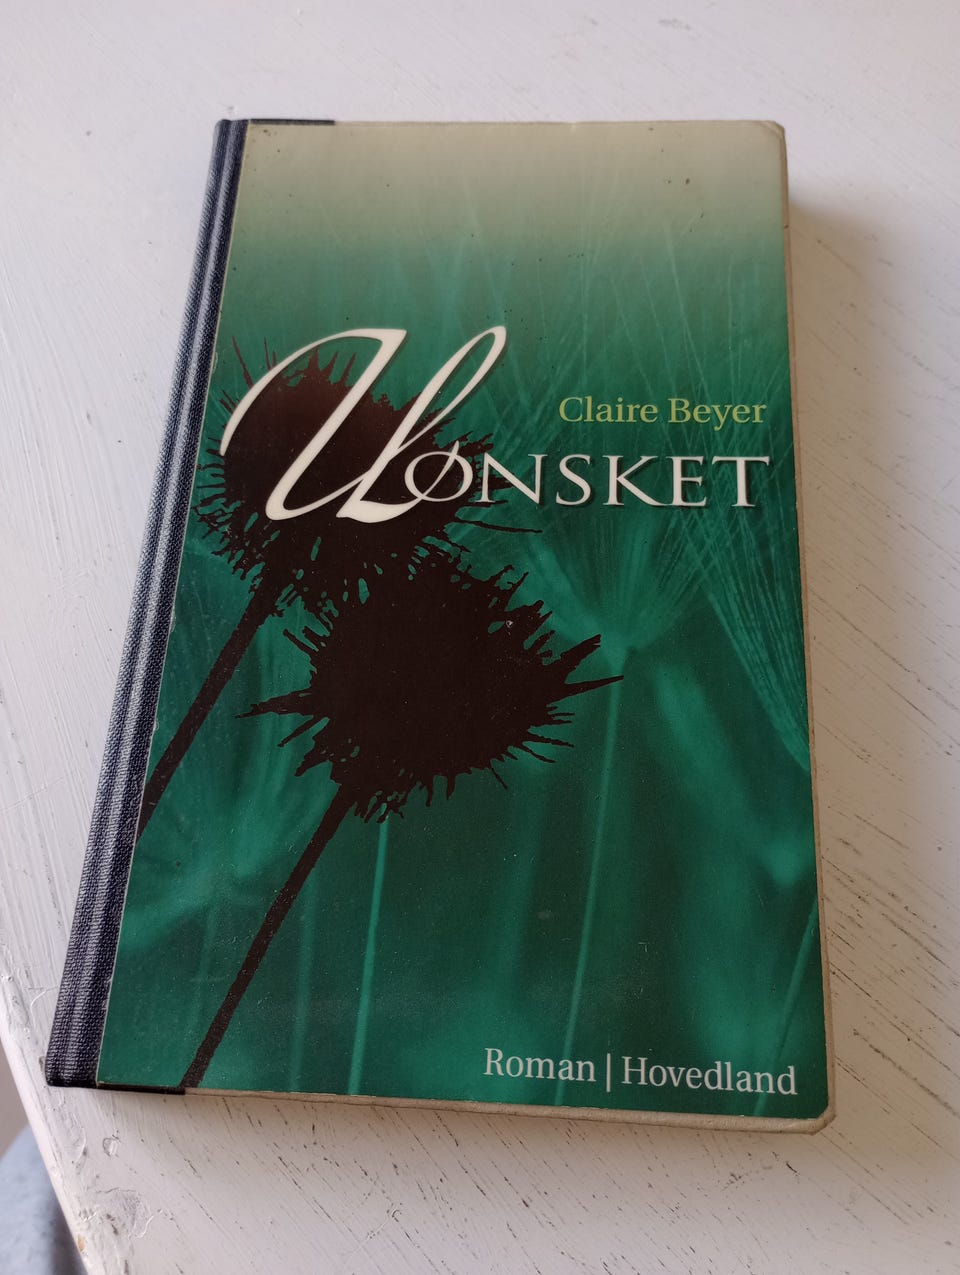 Claire Beyer
UØNSKET
Roman | Hovedland